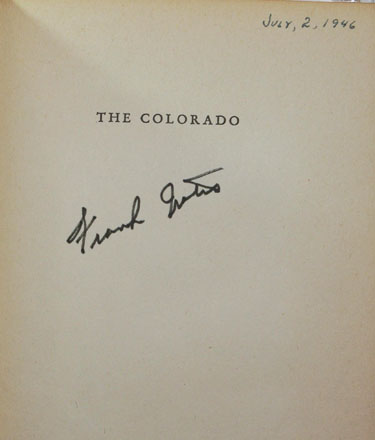 July, 2, 1946
THE COLORADO
Frank Waters